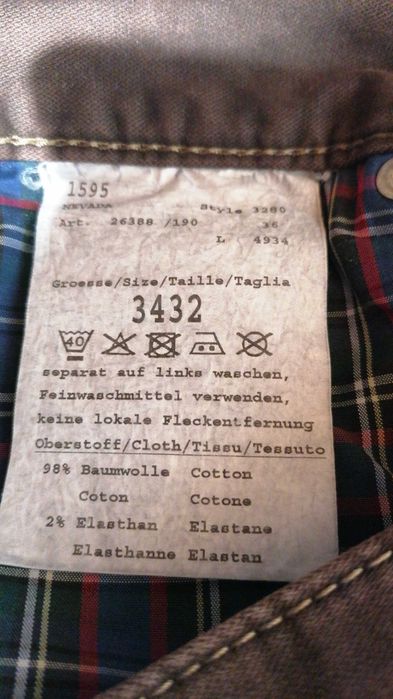 1595
NEVADA Style 3280
Art. 26388 /190 36
L 4934
Groesse/Size/Taille/Taglia
3432
40
separat auf links waschen,
Feinwaschmittel verwenden,
keine lokale Fleckentfernung
Oberstoff/Cloth/Tissu/Tessuto
98% Baumwolle Cotton
Coton Cotone
2% Elasthan Elastane
Elasthanne Elastan